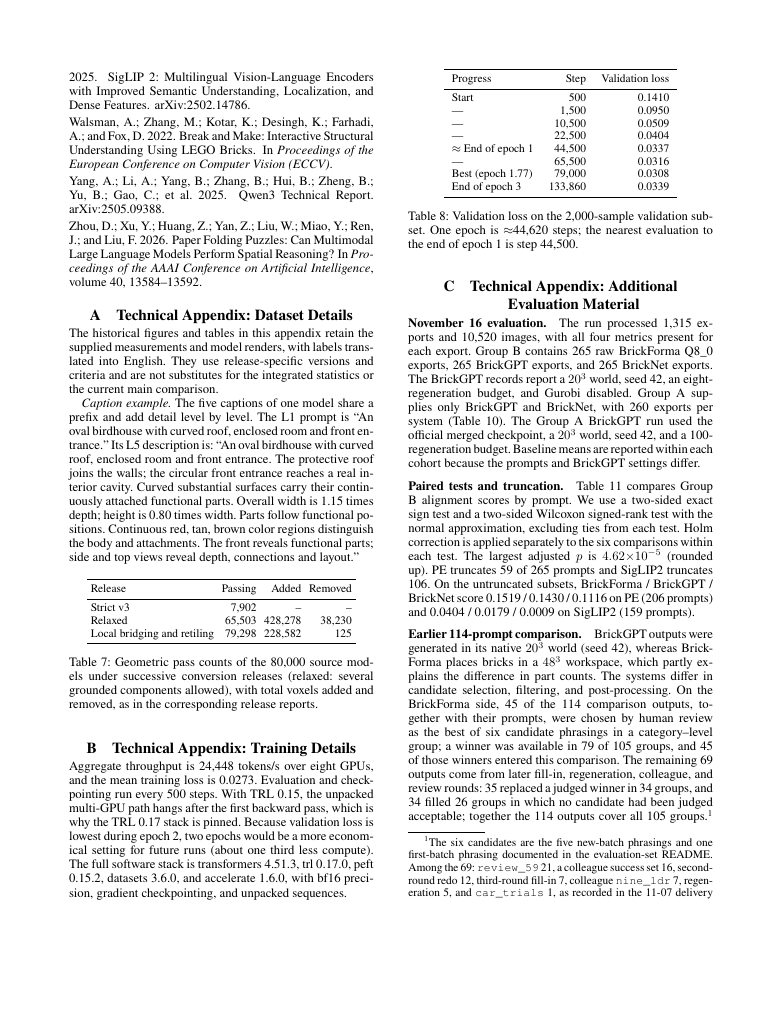 2025. SigLIP 2: Multilingual Vision-Language Encoders
with Improved Semantic Understanding, Localization, and
Dense Features. arXiv:2502.14786.
Walsman, A.; Zhang, M.; Kotar, K.; Desingh, K.; Farhadi,
A.; and Fox, D. 2022. Break and Make: Interactive Structural
Understanding Using LEGO Bricks. In Proceedings of the
European Conference on Computer Vision (ECCV).
Yang, A.; Li, A.; Yang, B.; Zhang, B.; Hui, B.; Zheng, B.;
Yu, B.; Gao, C.; et al. 2025. Qwen3 Technical Report.
arXiv:2505.09388.
Zhou, D.; Xu, Y.; Huang, Z.; Yan, Z.; Liu, W.; Miao, Y.; Ren,
J.; and Liu, F. 2026. Paper Folding Puzzles: Can Multimodal
Large Language Models Perform Spatial Reasoning? In Pro-
ceedings of the AAAI Conference on Artificial Intelligence,
volume 40, 13584–13592.
A Technical Appendix: Dataset Details
The historical figures and tables in this appendix retain the
supplied measurements and model renders, with labels trans-
lated into English. They use release-specific versions and
criteria and are not substitutes for the integrated statistics or
the current main comparison.
Caption example. The five captions of one model share a
prefix and add detail level by level. The L1 prompt is “An
oval birdhouse with curved roof, enclosed room and front en-
trance.” Its L5 description is: “An oval birdhouse with curved
roof, enclosed room and front entrance. The protective roof
joins the walls; the circular front entrance reaches a real in-
terior cavity. Curved substantial surfaces carry their contin-
uously attached functional parts. Overall width is 1.15 times
depth; height is 0.80 times width. Parts follow functional po-
sitions. Continuous red, tan, brown color regions distinguish
the body and attachments. The front reveals functional parts;
side and top views reveal depth, connections and layout.”
Release Passing Added Removed
Strict v3 7,902 – –
Relaxed 65,503 428,278 38,230
Local bridging and retiling 79,298 228,582 125
Table 7: Geometric pass counts of the 80,000 source mod-
els under successive conversion releases (relaxed: several
grounded components allowed), with total voxels added and
removed, as in the corresponding release reports.
B Technical Appendix: Training Details
Aggregate throughput is 24,448 tokens/s over eight GPUs,
and the mean training loss is 0.0273. Evaluation and check-
pointing run every 500 steps. With TRL 0.15, the unpacked
multi-GPU path hangs after the first backward pass, which is
why the TRL 0.17 stack is pinned. Because validation loss is
lowest during epoch 2, two epochs would be a more econom-
ical setting for future runs (about one third less compute).
The full software stack is transformers 4.51.3, trl 0.17.0, peft
0.15.2, datasets 3.6.0, and accelerate 1.6.0, with bf16 preci-
sion, gradient checkpointing, and unpacked sequences.
Progress Step Validation loss
Start 500 0.1410
— 1,500 0.0950
— 10,500 0.0509
— 22,500 0.0404
≈ End of epoch 1 44,500 0.0337
— 65,500 0.0316
Best (epoch 1.77) 79,000 0.0308
End of epoch 3 133,860 0.0339
Table 8: Validation loss on the 2,000-sample validation sub-
set. One epoch is ≈44,620 steps; the nearest evaluation to
the end of epoch 1 is step 44,500.
C Technical Appendix: Additional
Evaluation Material
November 16 evaluation. The run processed 1,315 ex-
ports and 10,520 images, with all four metrics present for
each export. Group B contains 265 raw BrickForma Q8_0
exports, 265 BrickGPT exports, and 265 BrickNet exports.
The BrickGPT records report a 20³ world, seed 42, an eight-
regeneration budget, and Gurobi disabled. Group A sup-
plies only BrickGPT and BrickNet, with 260 exports per
system (Table 10). The Group A BrickGPT run used the
official merged checkpoint, a 20³ world, seed 42, and a 100-
regeneration budget. Baseline means are reported within each
cohort because the prompts and BrickGPT settings differ.
Paired tests and truncation. Table 11 compares Group
B alignment scores by prompt. We use a two-sided exact
sign test and a two-sided Wilcoxon signed-rank test with the
normal approximation, excluding ties from each test. Holm
correction is applied separately to the six comparisons within
each test. The largest adjusted p is 4.62×10⁻⁵ (rounded
up). PE truncates 59 of 265 prompts and SigLIP2 truncates
106. On the untruncated subsets, BrickForma / BrickGPT /
BrickNet score 0.1519 / 0.1430 / 0.1116 on PE (206 prompts)
and 0.0404 / 0.0179 / 0.0009 on SigLIP2 (159 prompts).
Earlier 114-prompt comparison. BrickGPT outputs were
generated in its native 20³ world (seed 42), whereas Brick-
Forma places bricks in a 48³ workspace, which partly ex-
plains the difference in part counts. The systems differ in
candidate selection, filtering, and post-processing. On the
BrickForma side, 45 of the 114 comparison outputs, to-
gether with their prompts, were chosen by human review
as the best of six candidate phrasings in a category–level
group; a winner was available in 79 of 105 groups, and 45
of those winners entered this comparison. The remaining 69
outputs come from later fill-in, regeneration, colleague, and
review rounds: 35 replaced a judged winner in 34 groups, and
34 filled 26 groups in which no candidate had been judged
acceptable; together the 114 outputs cover all 105 groups.¹
¹The six candidates are the five new-batch phrasings and one
first-batch phrasing documented in the evaluation-set README.
Among the 69: review_59 21, a colleague success set 16, second-
round redo 12, third-round fill-in 7, colleague nine_ldr 7, regen-
eration 5, and car_trials 1, as recorded in the 11-07 delivery